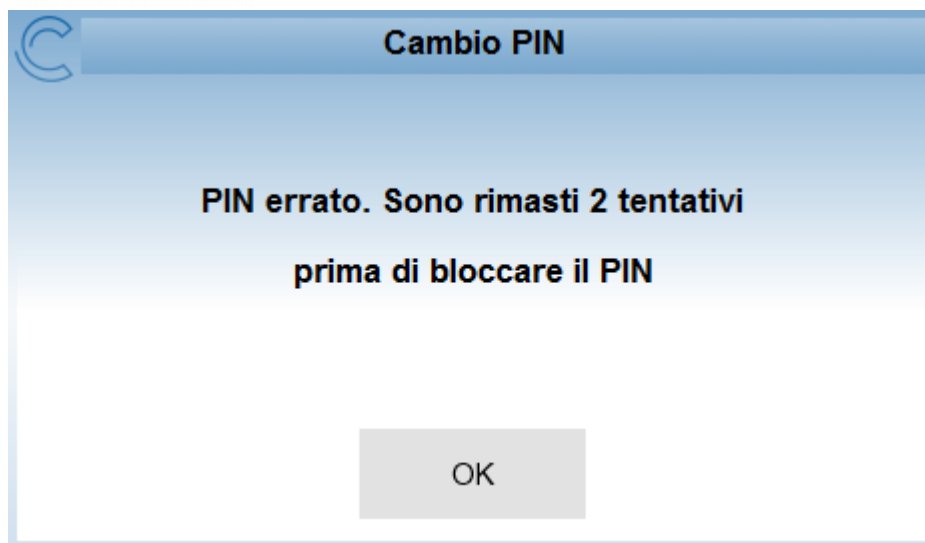 Cambio PIN
PIN errato. Sono rimasti 2 tentativi
prima di bloccare il PIN
OK